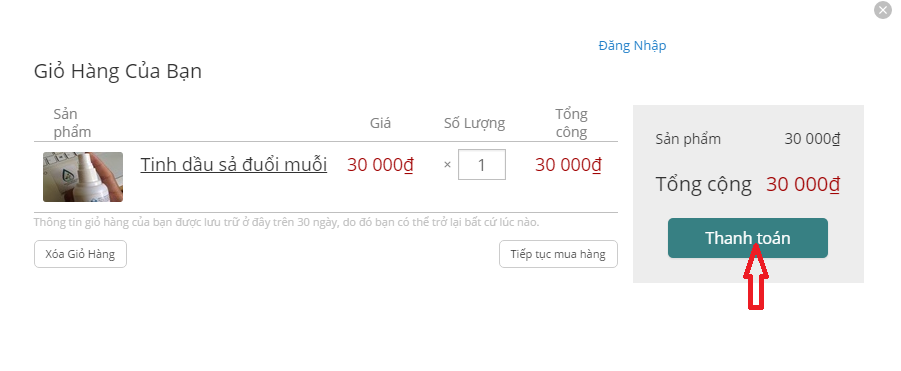 Đăng Nhập
Giỏ Hàng Của Bạn
Sản
phẩm
Giá
Số Lượng
Tổng
cộng
Tinh dầu sả đuổi muỗi
30 000₫
× 1
30 000₫
Thông tin giỏ hàng của bạn được lưu trữ ở đây trên 30 ngày, do đó bạn có thể trở lại bất cứ lúc nào.
Xóa Giỏ Hàng
Tiếp tục mua hàng
Sản phẩm 30 000₫
Tổng cộng 30 000₫
Thanh toán